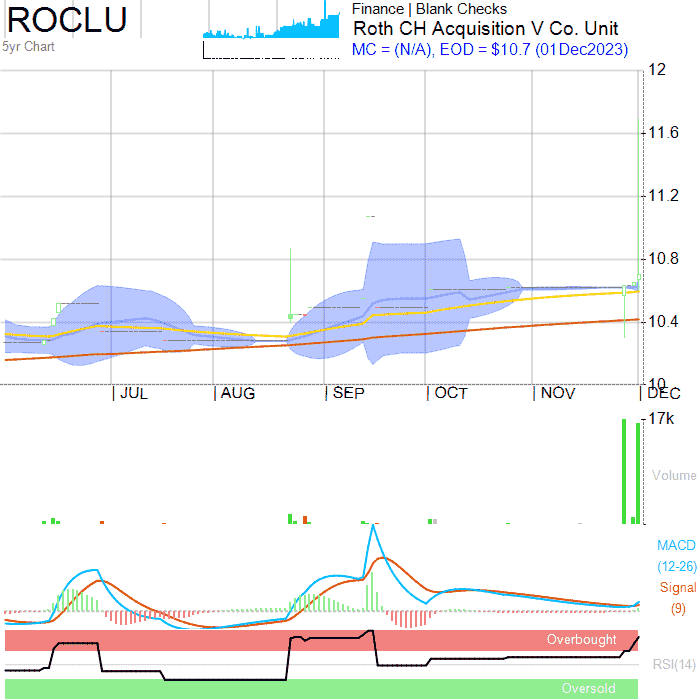 ROCLU
5yr Chart
Finance | Blank Checks
Roth CH Acquisition V Co. Unit
MC = (N/A), EOD = $10.7 (01Dec2023)
12
11.6
11.2
10.8
10.4
10
JUL AUG SEP OCT NOV DEC
17k
Volume
MACD
(12-26)
Signal
(9)
Overbought
RSI(14)
Oversold